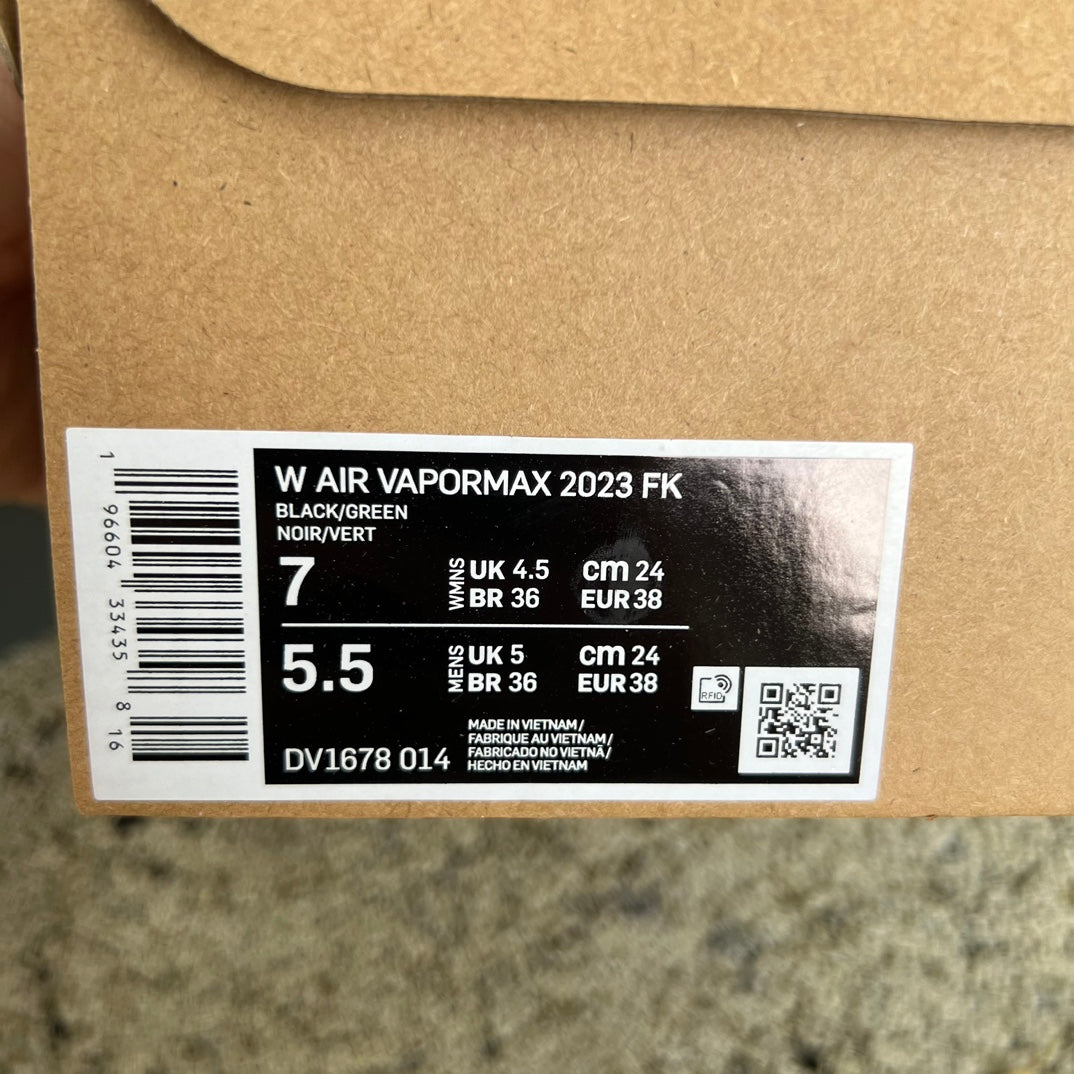 W AIR VAPORMAX 2023 FK
BLACK/GREEN
NOIR/VERT
7
WMNS
UK 4.5
cm 24
BR 36
EUR 38
5.5
MENS
UK 5
cm 24
BR 36
EUR 38
RFID
DV1678 014
MADE IN VIETNAM /
FABRIQUE AU VIETNAM /
FABRICADO NO VIETNÃ /
HECHO EN VIETNAM
1 96604 33435 8 16